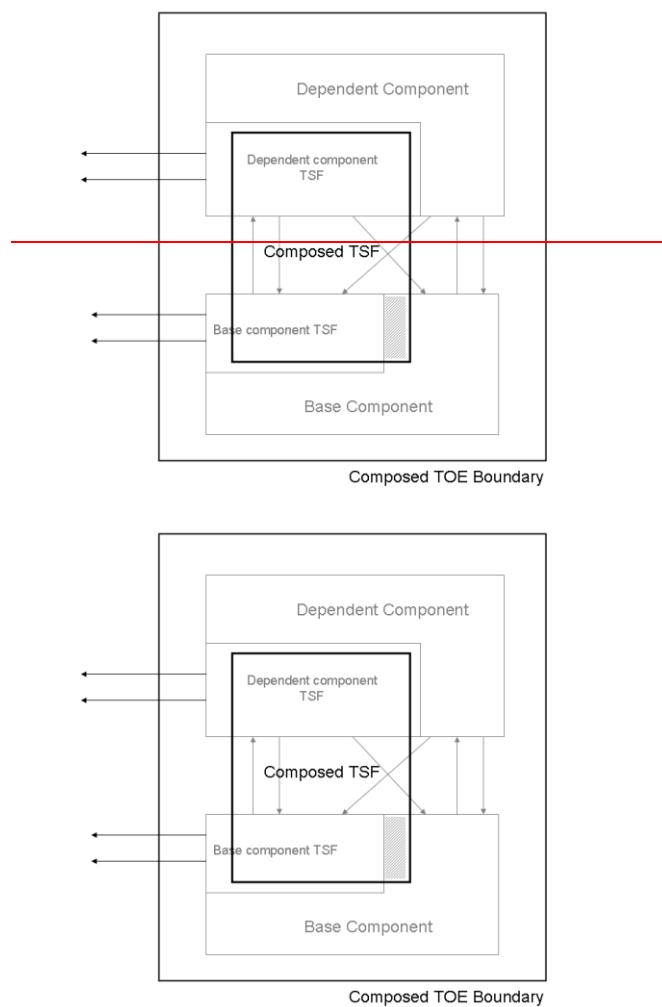 Dependent Component
Dependent component
TSF
Composed TSF
Base component TSF
Base Component
Composed TOE Boundary
Dependent Component
Dependent component
TSF
Composed TSF
Base component TSF
Base Component
Composed TOE Boundary